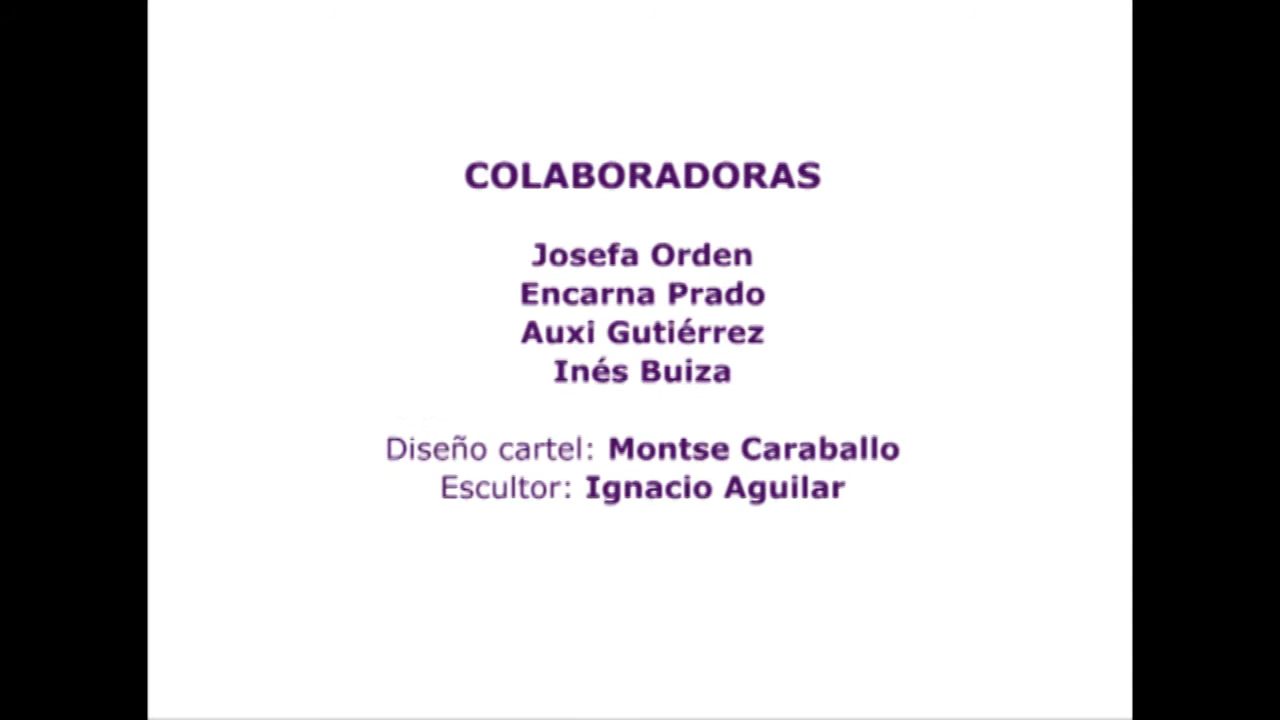 COLABORADORAS
Josefa Orden
Encarna Prado
Auxi Gutiérrez
Inés Buiza
Diseño cartel: Montse Caraballo
Escultor: Ignacio Aguilar